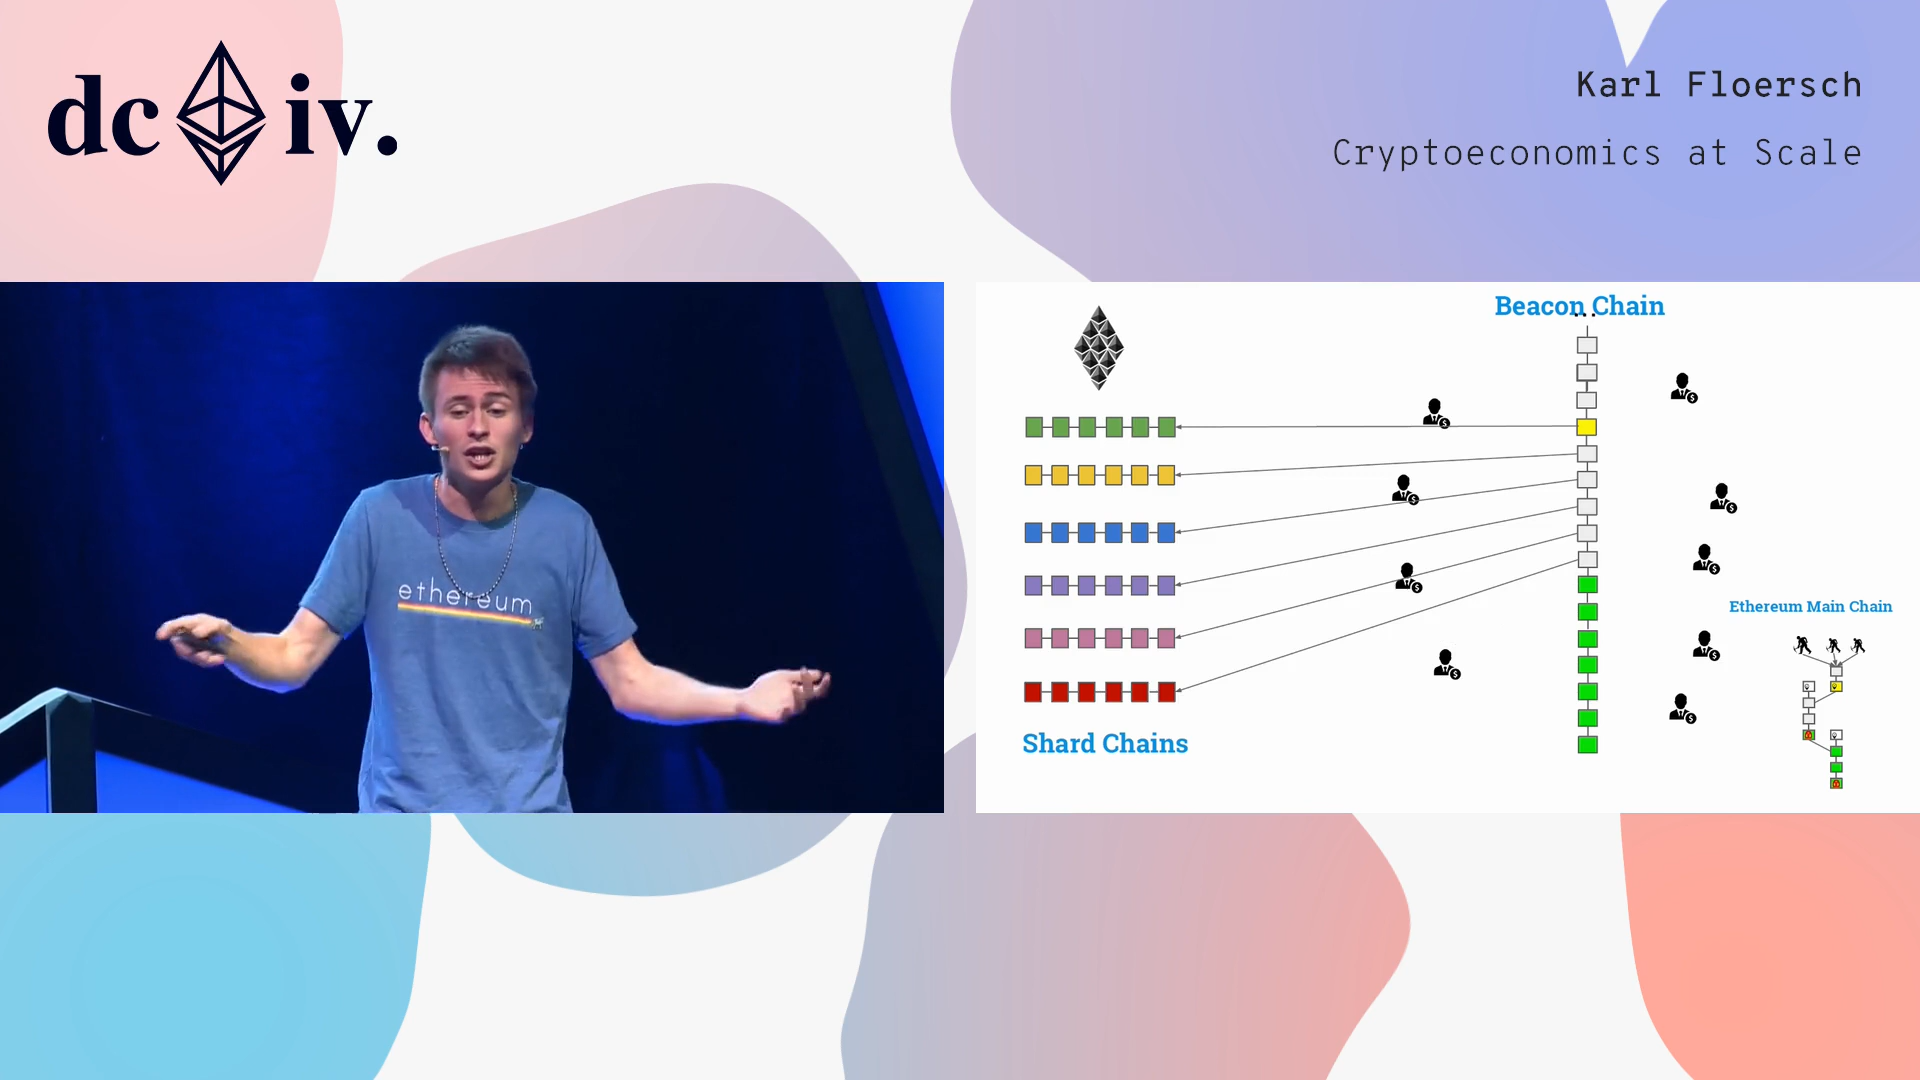 dc iv.
Karl Floersch
Cryptoeconomics at Scale
ethereum
Beacon Chain
...
Ethereum Main Chain
Shard Chains